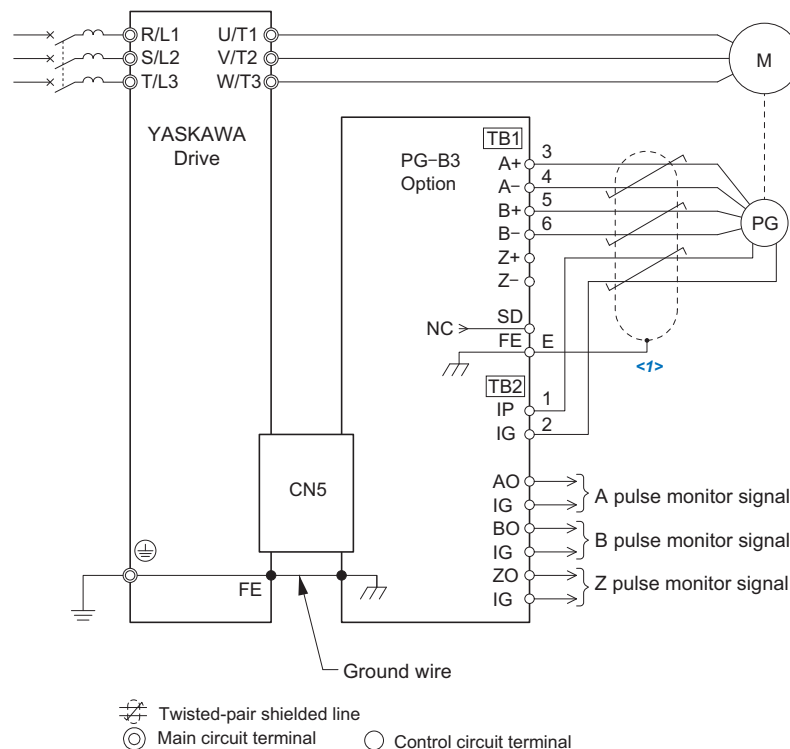 R/L1 U/T1
S/L2 V/T2
T/L3 W/T3
M
YASKAWA
Drive
PG-B3
Option
TB1
A+ 3
A- 4
B+ 5
B- 6
Z+
Z-
PG
NC SD
FE E
<1>
TB2
IP 1
IG 2
CN5
AO
IG
A pulse monitor signal
BO
IG
B pulse monitor signal
ZO
IG
Z pulse monitor signal
FE
Ground wire
Twisted-pair shielded line
Main circuit terminal Control circuit terminal